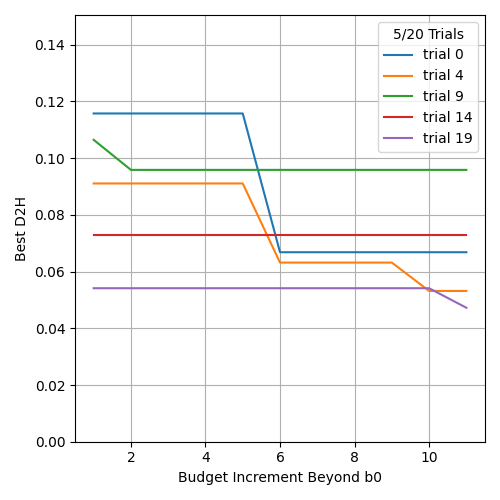 5/20 Trials
trial 0
trial 4
trial 9
trial 14
trial 19
0.14
0.12
0.10
0.08
0.06
0.04
0.02
0.00
Best D2H
2 4 6 8 10
Budget Increment Beyond b0